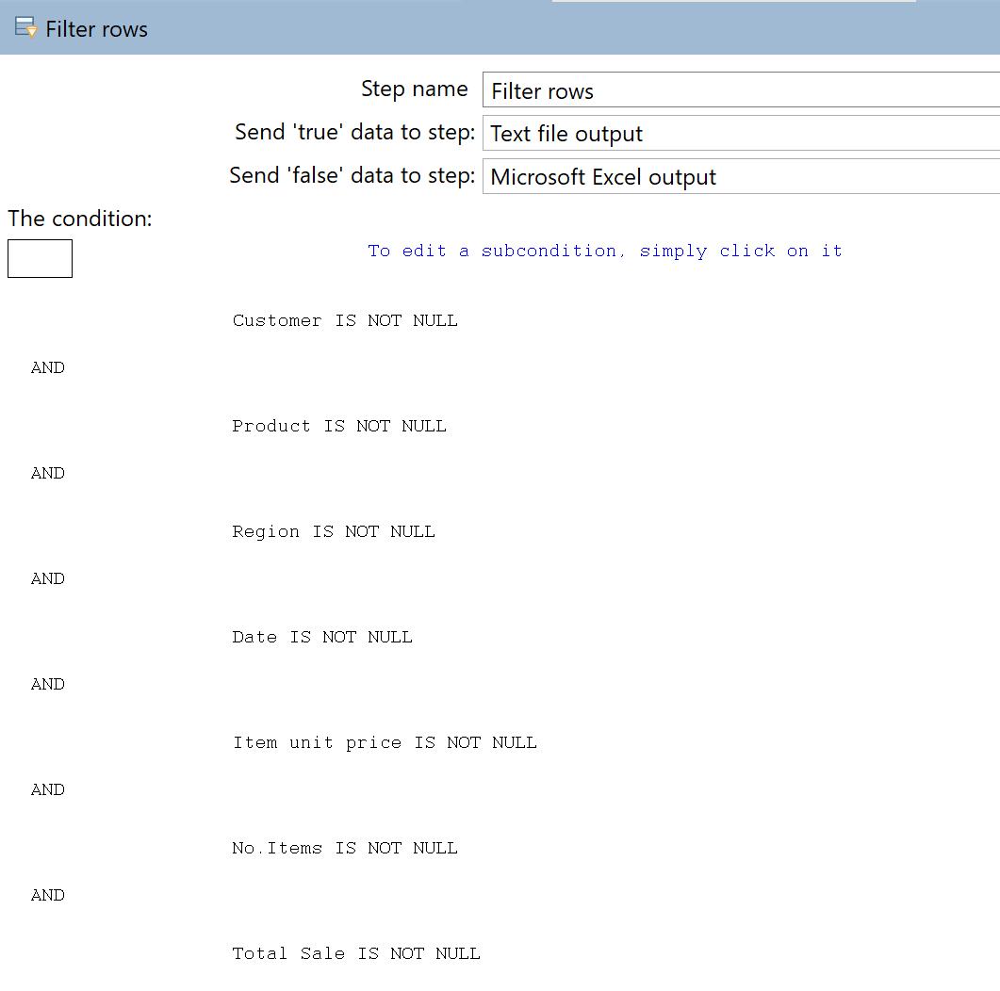 Filter rows
Step name Filter rows
Send 'true' data to step: Text file output
Send 'false' data to step: Microsoft Excel output
The condition:
To edit a subcondition, simply click on it
Customer IS NOT NULL
AND
Product IS NOT NULL
AND
Region IS NOT NULL
AND
Date IS NOT NULL
AND
Item unit price IS NOT NULL
AND
No.Items IS NOT NULL
AND
Total Sale IS NOT NULL